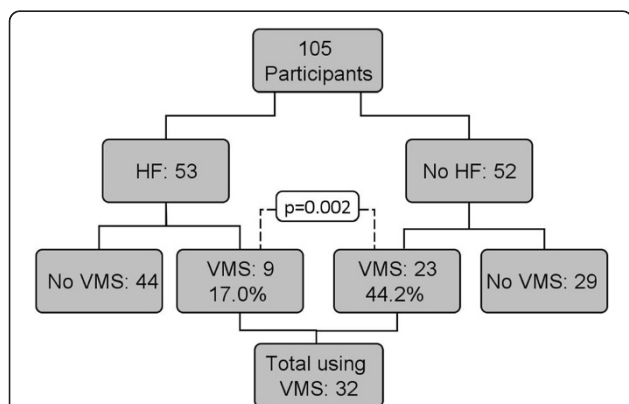 105
Participants
HF: 53
No HF: 52
p=0.002
No VMS: 44
VMS: 9
17.0%
VMS: 23
44.2%
No VMS: 29
Total using
VMS: 32